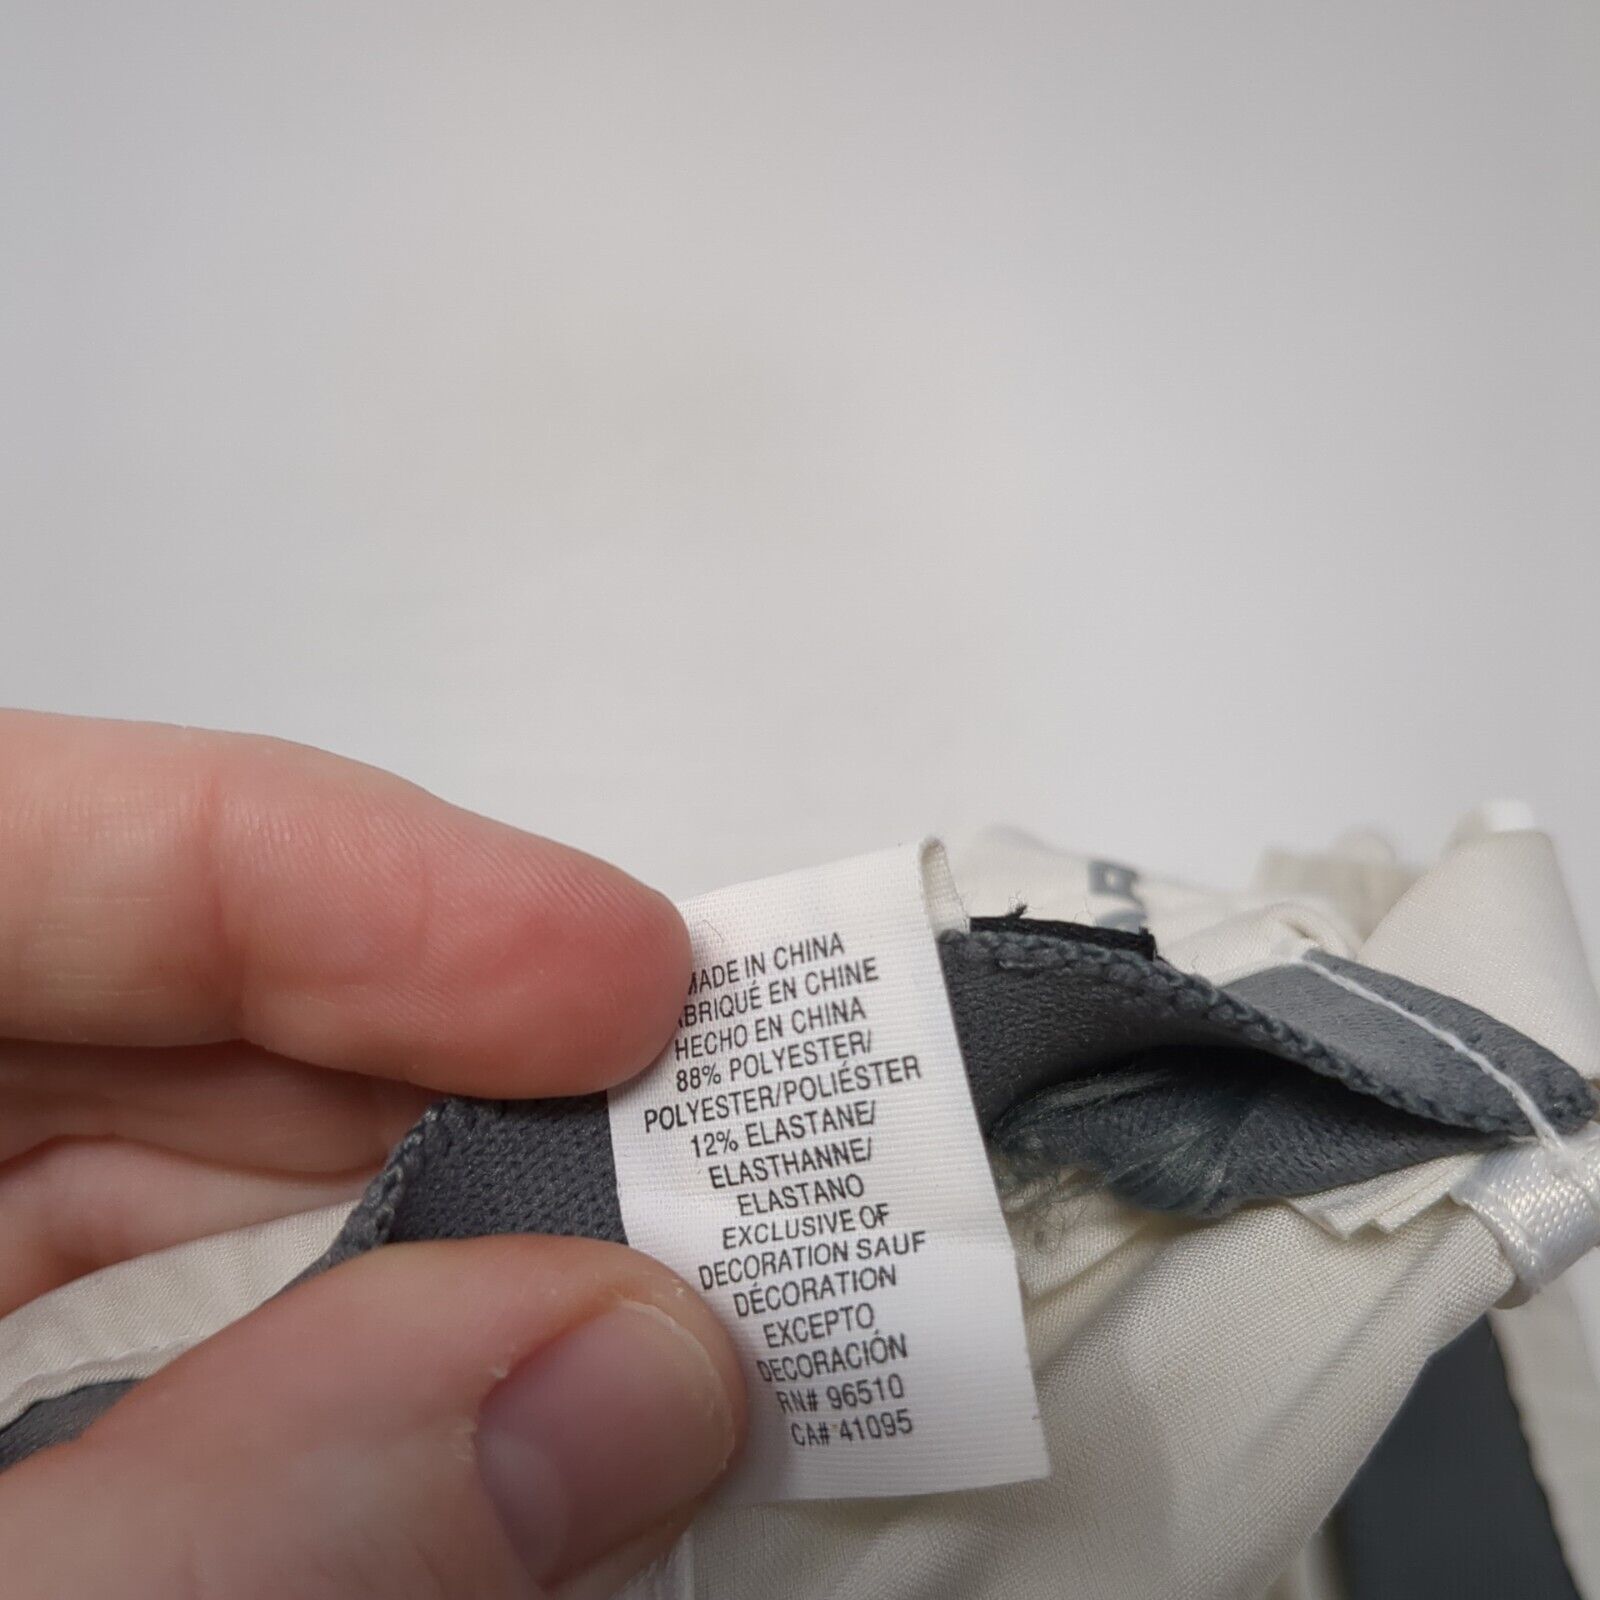 MADE IN CHINA
FABRIQUÉ EN CHINE
HECHO EN CHINA
88% POLYESTER/
POLYESTER/POLIÉSTER
12% ELASTANE/
ELASTHANNE/
ELASTANO
EXCLUSIVE OF
DECORATION SAUF
DÉCORATION
EXCEPTO
DECORACIÓN
RN# 96510
CA# 41095